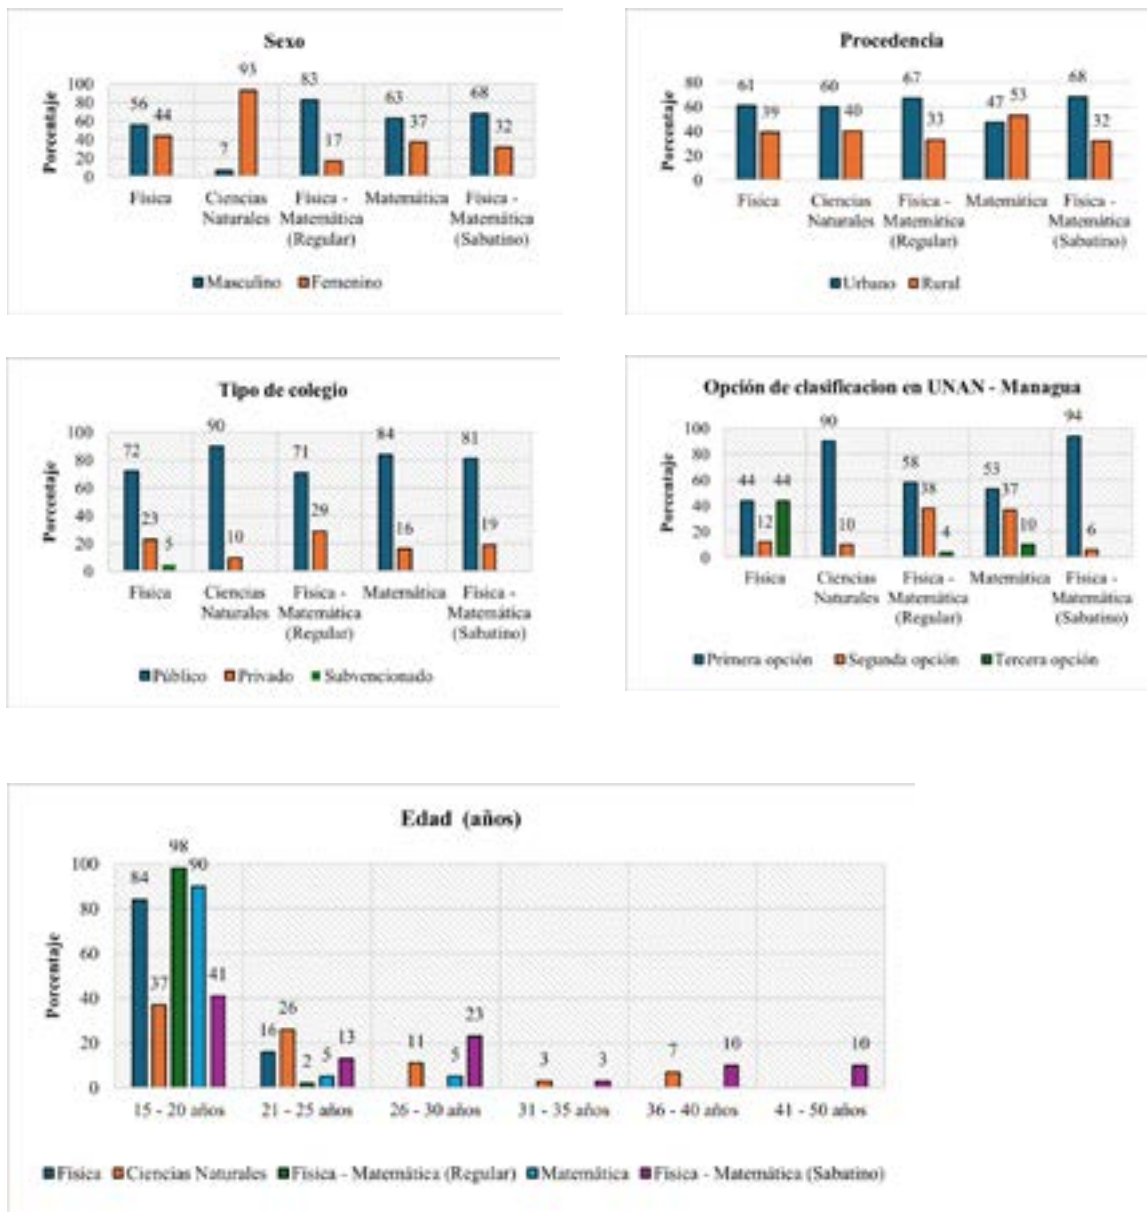 Sexo
Porcentaje
100
80
60
40
20
0
56 44 7 93 83 17 63 37 68 32
Física Ciencias Naturales Física - Matemática (Regular) Matemática Física - Matemática (Sabatino)
Masculino Femenino
Procedencia
Porcentaje
80
60
40
20
0
61 39 60 40 67 33 47 53 68 32
Física Ciencias Naturales Física - Matemática (Regular) Matemática Física - Matemática (Sabatino)
Urbano Rural
Tipo de colegio
Porcentaje
100
80
60
40
20
0
72 23 5 90 10 71 29 84 16 81 19
Física Ciencias Naturales Física - Matemática (Regular) Matemática Física - Matemática (Sabatino)
Público Privado Subvencionado
Opción de clasificacion en UNAN - Managua
Porcentaje
100
80
60
40
20
0
44 12 44 90 10 58 38 4 53 37 10 94 6
Física Ciencias Naturales Física - Matemática (Regular) Matemática Física - Matemática (Sabatino)
Primera opción Segunda opción Tercera opción
Edad (años)
Porcentaje
100
80
60
40
20
0
84 37 98 90 41 16 26 2 5 13 11 5 23 3 3 7 10 10
15 - 20 años 21 - 25 años 26 - 30 años 31 - 35 años 36 - 40 años 41 - 50 años
Física Ciencias Naturales Física - Matemática (Regular) Matemática Física - Matemática (Sabatino)